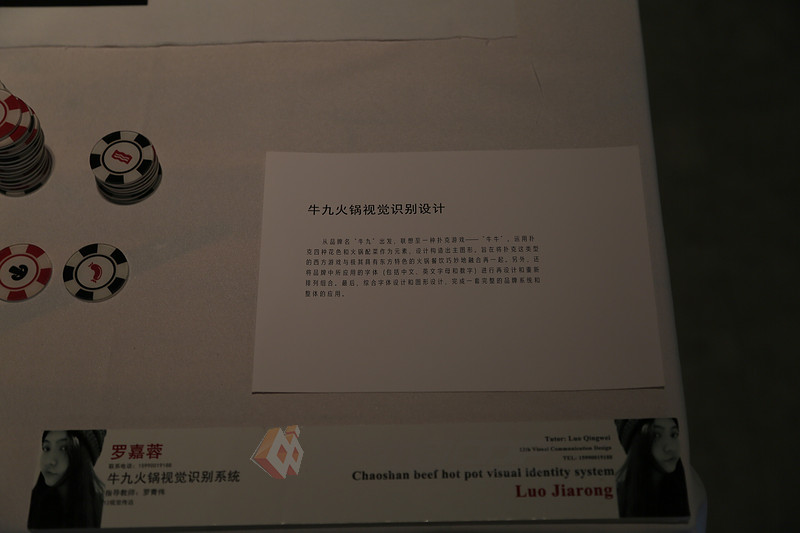 牛九火锅视觉识别设计
从品牌名“牛九”出发，联想至一种扑克游戏——“牛牛”。运用扑
克四种花色和火锅配菜作为元素，设计构造出主图形，旨在将扑克这类型
的西方游戏与极其具有东方特色的火锅餐饮巧妙地融合再一起。另外，还
将品牌中所应用的字体（包括中文、英文字母和数字）进行再设计和重新
排列组合。最后，综合字体设计和图形设计，完成一套完整的品牌系统和
整体的应用。
罗嘉蓉
牛九火锅视觉识别系统
指导教师：罗菁伟
Tutor: Luo Qingwei
Chaoshan beef hot pot visual identity system
Luo Jiarong